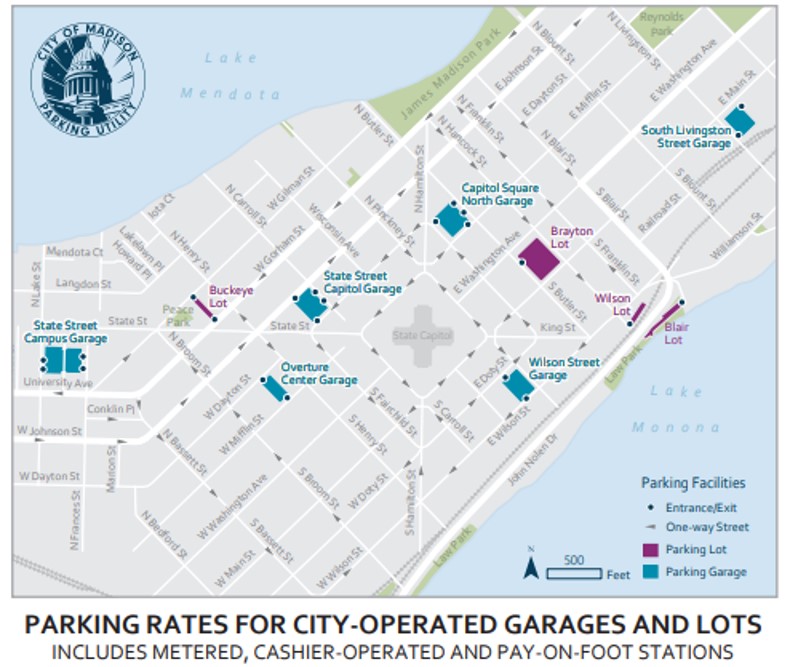 CITY OF MADISON
PARKING UTILITY
Lake
Mendota
James Madison Park
Reynolds
Park
N Livingston St
N Blount St
E Johnson St
E Washington Ave
E Main St
E Dayton St
E Mifflin St
South Livingston
Street Garage
N Butler St
N Franklin St
N Hancock St
N Blair St
N Hamilton St
S Blount St
Railroad St
S Blair St
Williamson St
Capitol Square
North Garage
W Gilman St
N Carroll St
Iota Ct
Wisconsin Ave
N Pinckney St
Brayton
Lot
E Washington Ave
S Franklin St
Lakelawn Pl
Howard Pl
N Henry St
W Gorham St
Mendota Ct
Langdon St
N Lake St
State Street
Capitol Garage
S Butler St
Buckeye
Lot
Peace
Park
Wilson
Lot
State Street
Campus Garage
State St
State St
State Capitol
King St
Blair
Lot
University Ave
N Broom St
Overture
Center Garage
Wilson Street
Garage
E Doty St
Law Park
Lake
Monona
Conklin Pl
W Dayton St
W Mifflin St
S Fairchild St
S Carroll St
E Wilson St
W Johnson St
S Henry St
N Bassett St
John Nolen Dr
Marion St
W Dayton St
W Washington Ave
S Broom St
W Doty St
S Hamilton St
N Frances St
N Bedford St
S Bassett St
W Main St
W Wilson St
Law Park
Parking Facilities
Entrance/Exit
One-way Street
Parking Lot
Parking Garage
N
500
Feet
PARKING RATES FOR CITY-OPERATED GARAGES AND LOTS
INCLUDES METERED, CASHIER-OPERATED AND PAY-ON-FOOT STATIONS